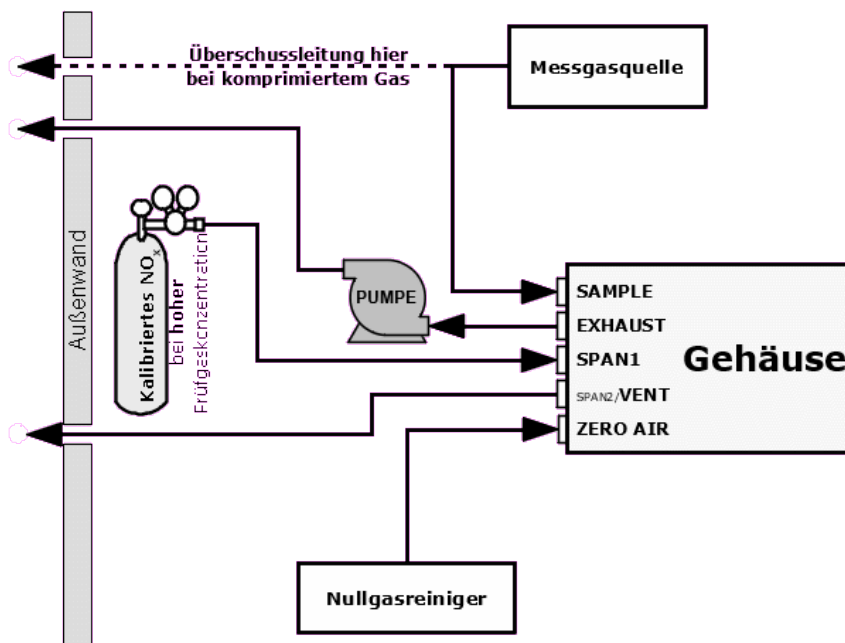 Überschussleitung hier
bei komprimiertem Gas
Messgasquelle
Außenwand
Kalibriertes NOx
bei hoher
Früfgaskonzentration
PUMPE
SAMPLE
EXHAUST
SPAN1
SPAN2/VENT
ZERO AIR
Gehäuse
Nullgasreiniger